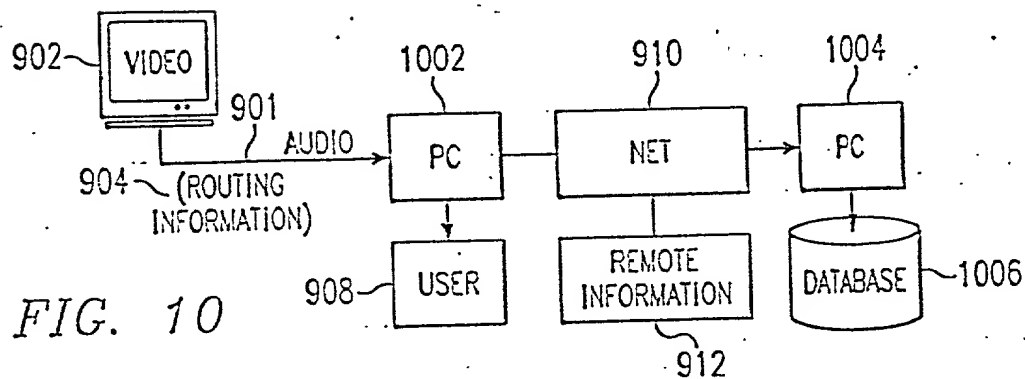 902
VIDEO
901
AUDIO
904
(ROUTING
INFORMATION)
1002
PC
910
NET
1004
PC
908
USER
REMOTE
INFORMATION
912
DATABASE
1006
FIG. 10